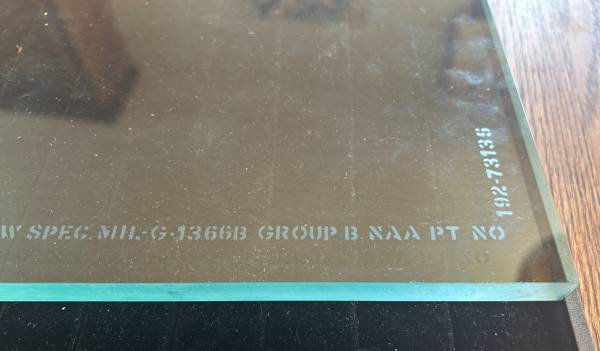 W SPEC. MIL-G-1366B GROUP B. NAA PT NO
192-73135